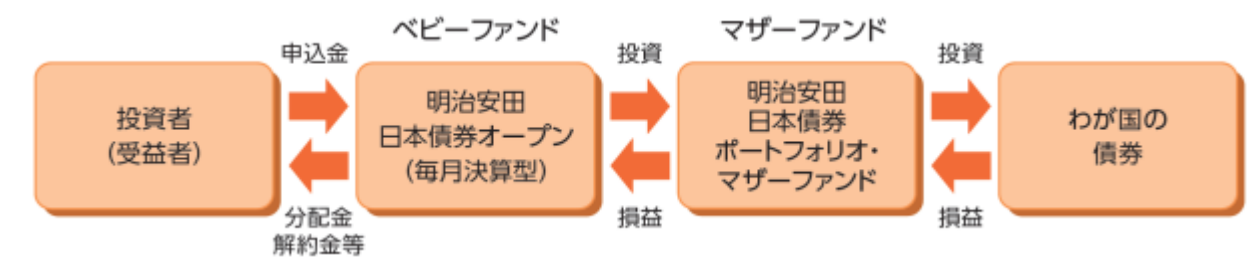 ベビーファンド
マザーファンド
申込金
投資
投資
投資者
(受益者)
明治安田
日本債券オープン
(毎月決算型)
明治安田
日本債券
ポートフォリオ・
マザーファンド
わが国の
債券
分配金
解約金等
損益
損益